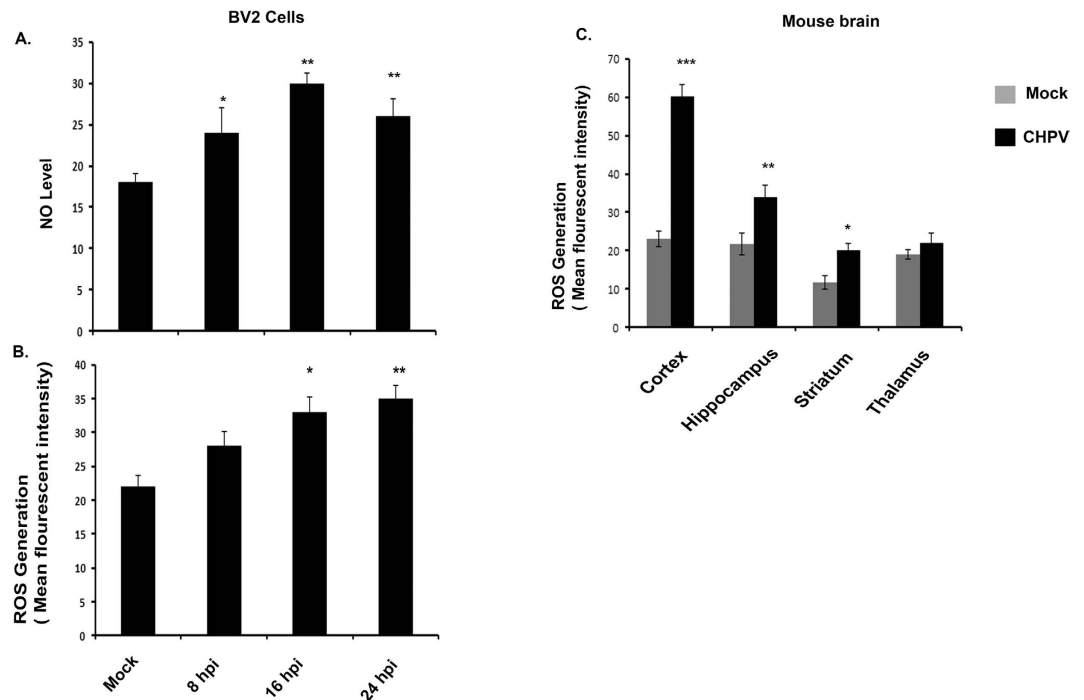 BV2 Cells
A.
NO Level
35
30
25
20
15
10
5
0
*
**
**
B.
ROS Generation
( Mean flourescent intensity)
40
35
30
25
20
15
10
5
0
*
**
Mock
8 hpi
16 hpi
24 hpi
Mouse brain
C.
ROS Generation
( Mean flourescent intensity)
70
60
50
40
30
20
10
0
***
**
*
Cortex
Hippocampus
Striatum
Thalamus
Mock
CHPV